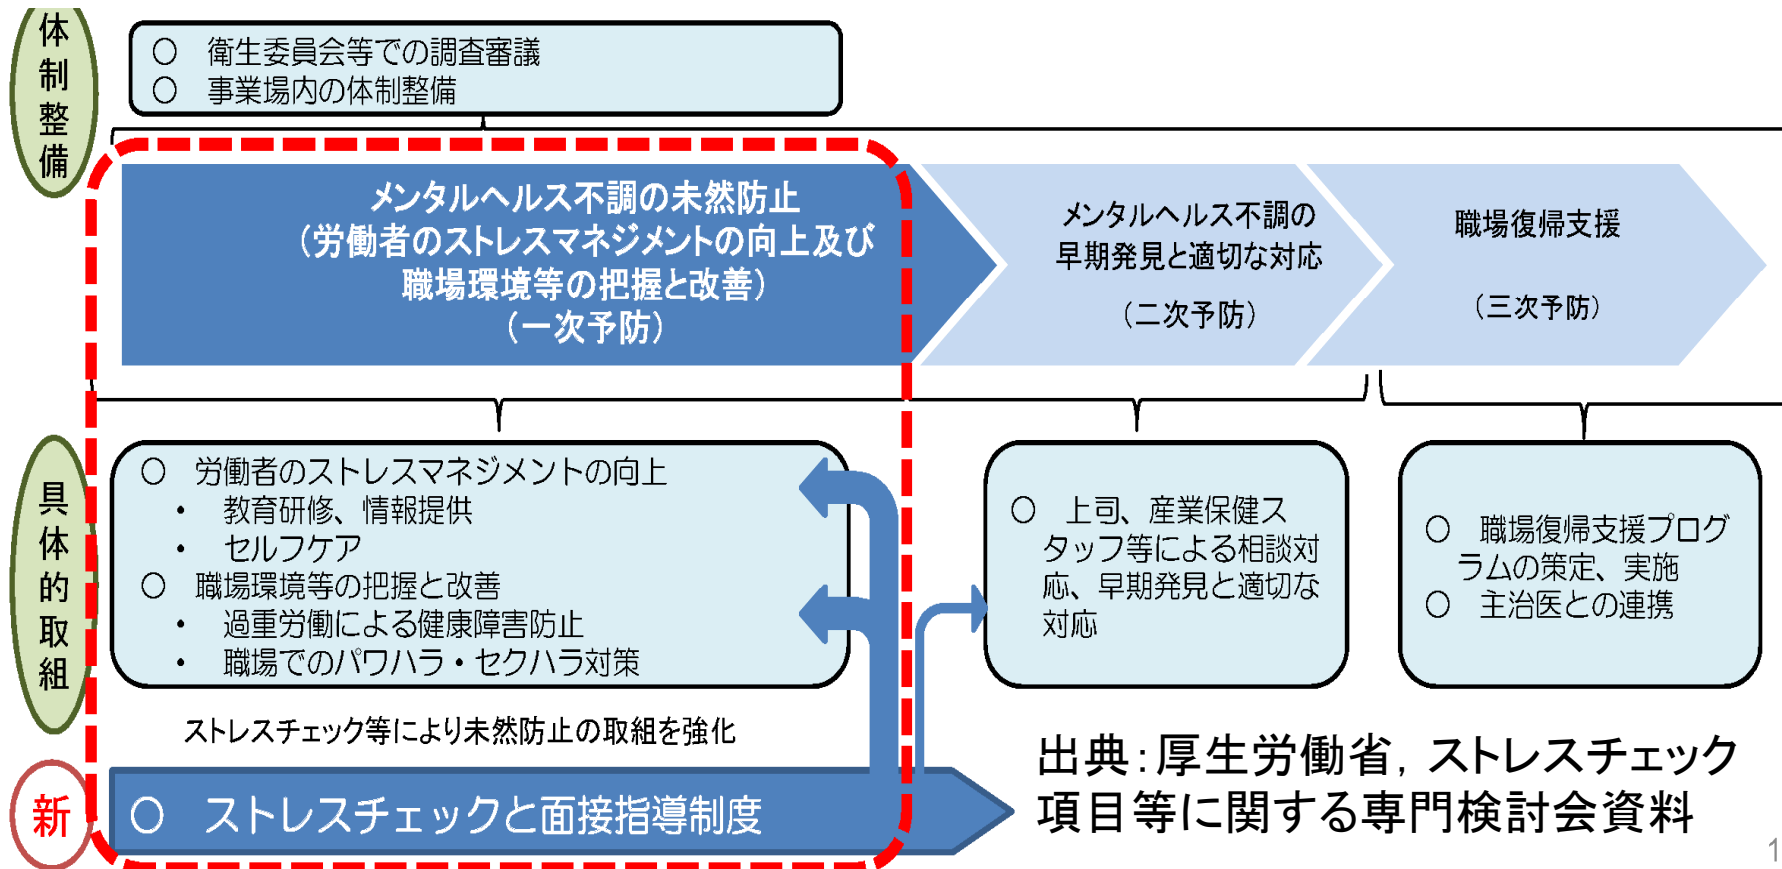 体制整備
○ 衛生委員会等での調査審議
○ 事業場内の体制整備
メンタルヘルス不調の未然防止
（労働者のストレスマネジメントの向上及び
職場環境等の把握と改善）
（一次予防）
メンタルヘルス不調の
早期発見と適切な対応
（二次予防）
職場復帰支援
（三次予防）
具体的取組
○ 労働者のストレスマネジメントの向上
・ 教育研修、情報提供
・ セルフケア
○ 職場環境等の把握と改善
・ 過重労働による健康障害防止
・ 職場でのパワハラ・セクハラ対策
○ 上司、産業保健ス
タッフ等による相談対
応、早期発見と適切な
対応
○ 職場復帰支援プログ
ラムの策定、実施
○ 主治医との連携
ストレスチェック等により未然防止の取組を強化
新
○ ストレスチェックと面接指導制度
出典：厚生労働省，ストレスチェック
項目等に関する専門検討会資料
1